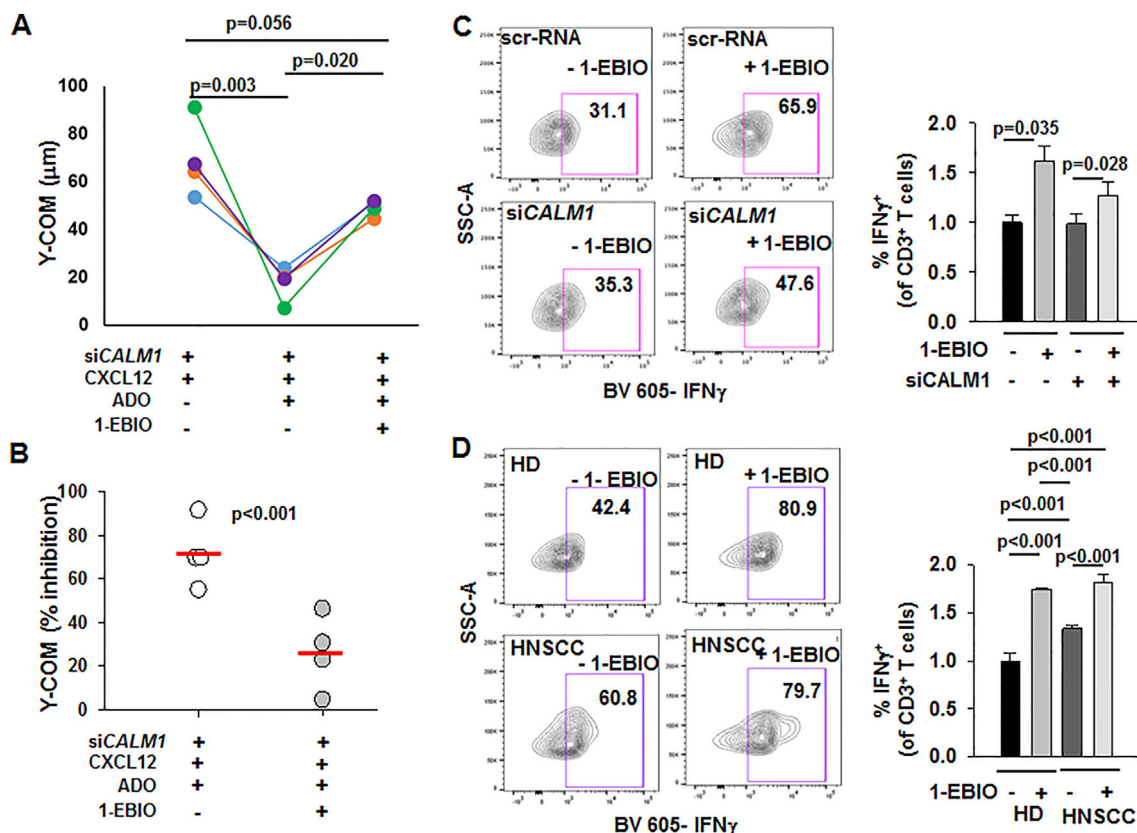 A
p=0.056
p=0.020
p=0.003
100
80
60
40
20
0
Y-COM (µm)
siCALM1 + + +
CXCL12 + + +
ADO - + +
1-EBIO - - +
B
100
80
60
40
20
0
Y-COM (% inhibition)
p<0.001
siCALM1 + +
CXCL12 + +
ADO + +
1-EBIO - +
C
scr-RNA
- 1-EBIO
31.1
scr-RNA
+ 1-EBIO
65.9
siCALM1
- 1-EBIO
35.3
siCALM1
+ 1-EBIO
47.6
SSC-A
BV 605- IFNγ
2.0
1.5
1.0
0.5
0.0
% IFNγ+
(of CD3+ T cells)
p=0.035
p=0.028
1-EBIO - + - +
siCALM1 - - + +
D
HD
- 1- EBIO
42.4
HD
+ 1-EBIO
80.9
HNSCC
- 1-EBIO
60.8
HNSCC
+ 1-EBIO
79.7
SSC-A
BV 605- IFNγ
p<0.001
p<0.001
p<0.001
p<0.001
p<0.001
2.0
1.5
1.0
0.5
0.0
% IFNγ+
(of CD3+ T cells)
1-EBIO - + - +
HD HNSCC